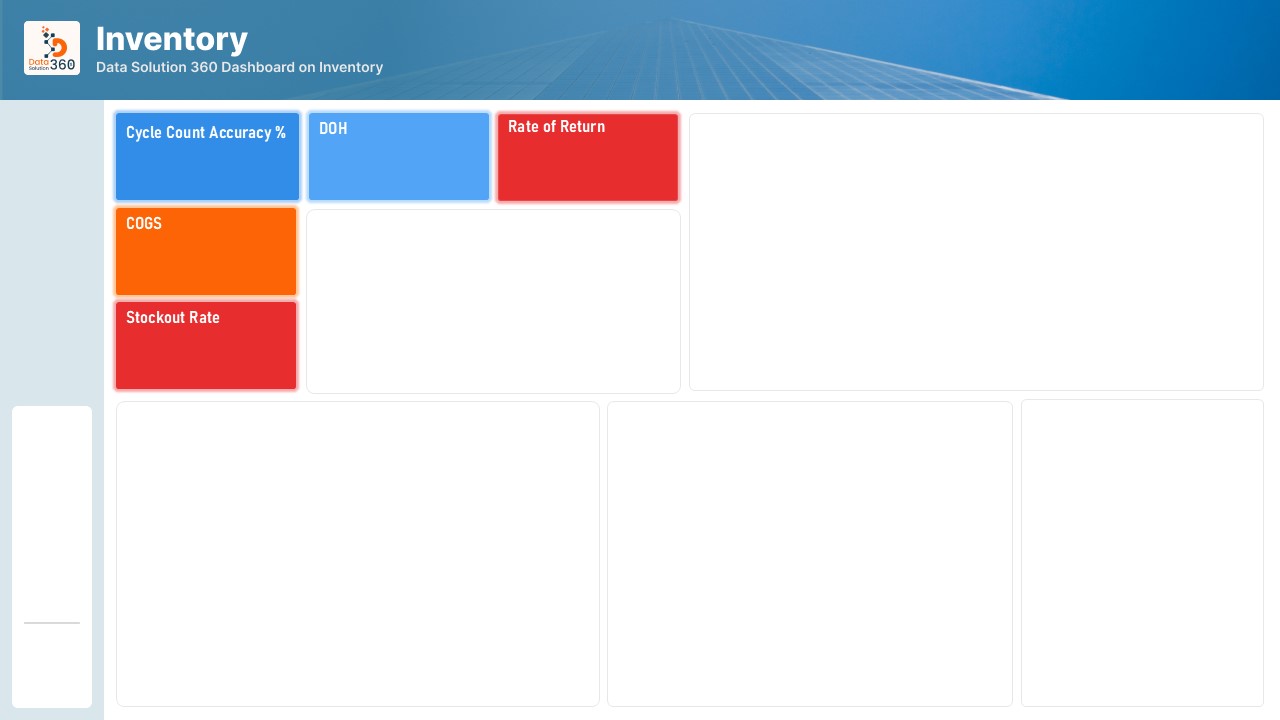 Inventory
Data Solution 360 Dashboard on Inventory
Data
Solution 360
Cycle Count Accuracy %
DOH
Rate of Return
COGS
Stockout Rate